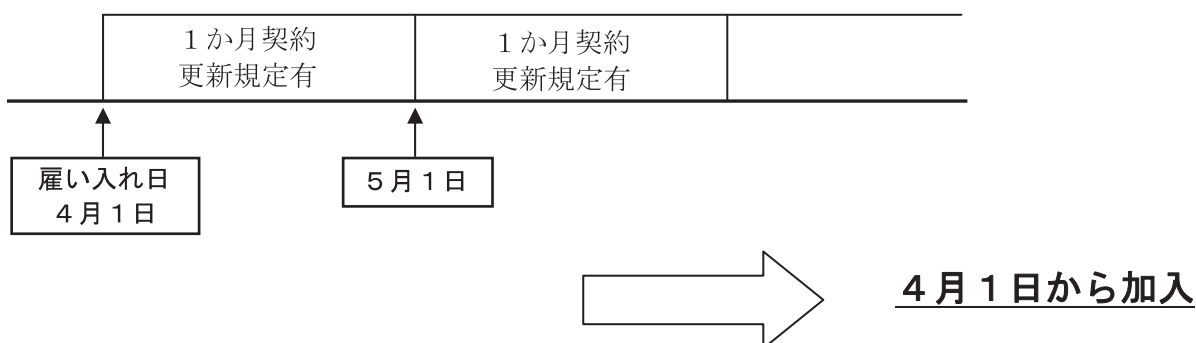 １か月契約
更新規定有
１か月契約
更新規定有
雇い入れ日
４月１日
５月１日
４月１日から加入